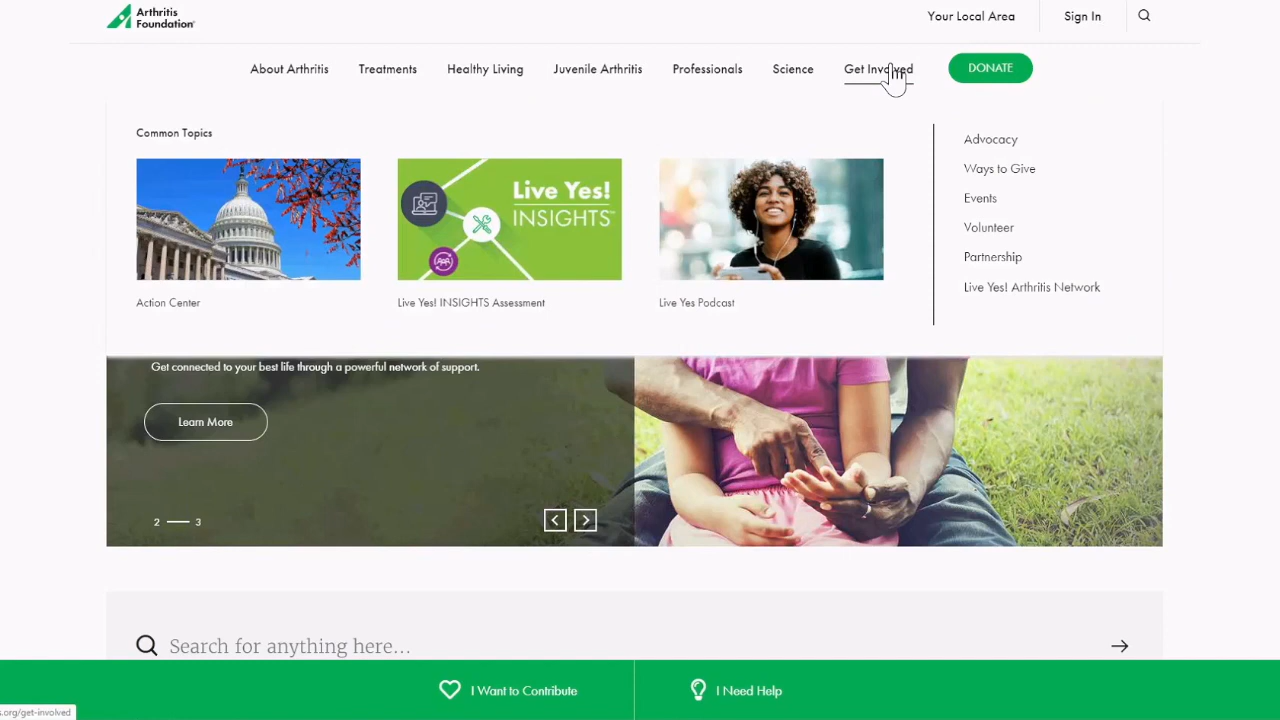 Arthritis
Foundation
Your Local Area
Sign In
About Arthritis
Treatments
Healthy Living
Juvenile Arthritis
Professionals
Science
Get Involved
DONATE
Common Topics
Live Yes!
INSIGHTS™
Action Center
Live Yes! INSIGHTS Assessment
Live Yes Podcast
Advocacy
Ways to Give
Events
Volunteer
Partnership
Live Yes! Arthritis Network
Get connected to your best life through a powerful network of support.
Learn More
2
3
Search for anything here...
I Want to Contribute
I Need Help
s.org/get-involved